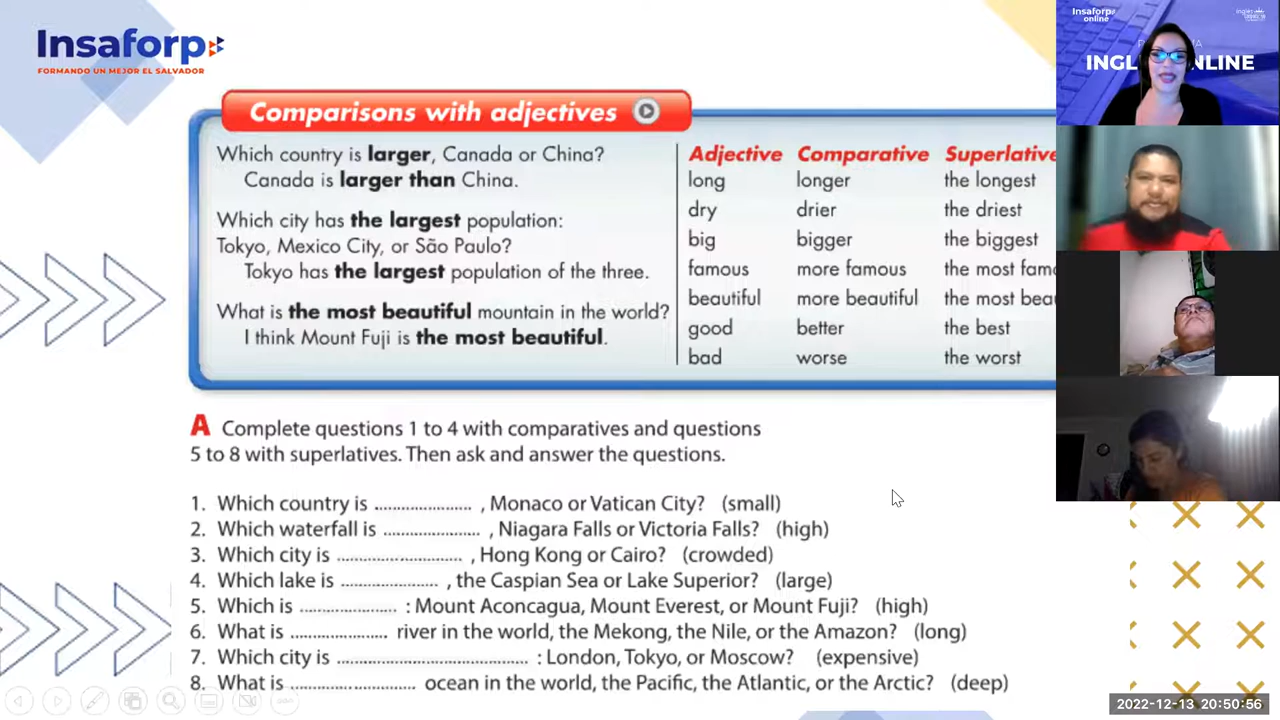 Insaforp
FORMANDO UN MEJOR EL SALVADOR
Comparisons with adjectives
Which country is larger, Canada or China?
Canada is larger than China.
Which city has the largest population:
Tokyo, Mexico City, or São Paulo?
Tokyo has the largest population of the three.
What is the most beautiful mountain in the world?
I think Mount Fuji is the most beautiful.
Adjective Comparative Superlative
long longer the longest
dry drier the driest
big bigger the biggest
famous more famous the most famo
beautiful more beautiful the most beau
good better the best
bad worse the worst
A Complete questions 1 to 4 with comparatives and questions
5 to 8 with superlatives. Then ask and answer the questions.
1. Which country is .................... , Monaco or Vatican City? (small)
2. Which waterfall is .................... , Niagara Falls or Victoria Falls? (high)
3. Which city is .......................... , Hong Kong or Cairo? (crowded)
4. Which lake is .................... , the Caspian Sea or Lake Superior? (large)
5. Which is .................... : Mount Aconcagua, Mount Everest, or Mount Fuji? (high)
6. What is .................... river in the world, the Mekong, the Nile, or the Amazon? (long)
7. Which city is ........................................ : London, Tokyo, or Moscow? (expensive)
8. What is .......................... ocean in the world, the Pacific, the Atlantic, or the Arctic? (deep)
Insaforp
online
INGL ONLINE
2022-12-13 20:50:56